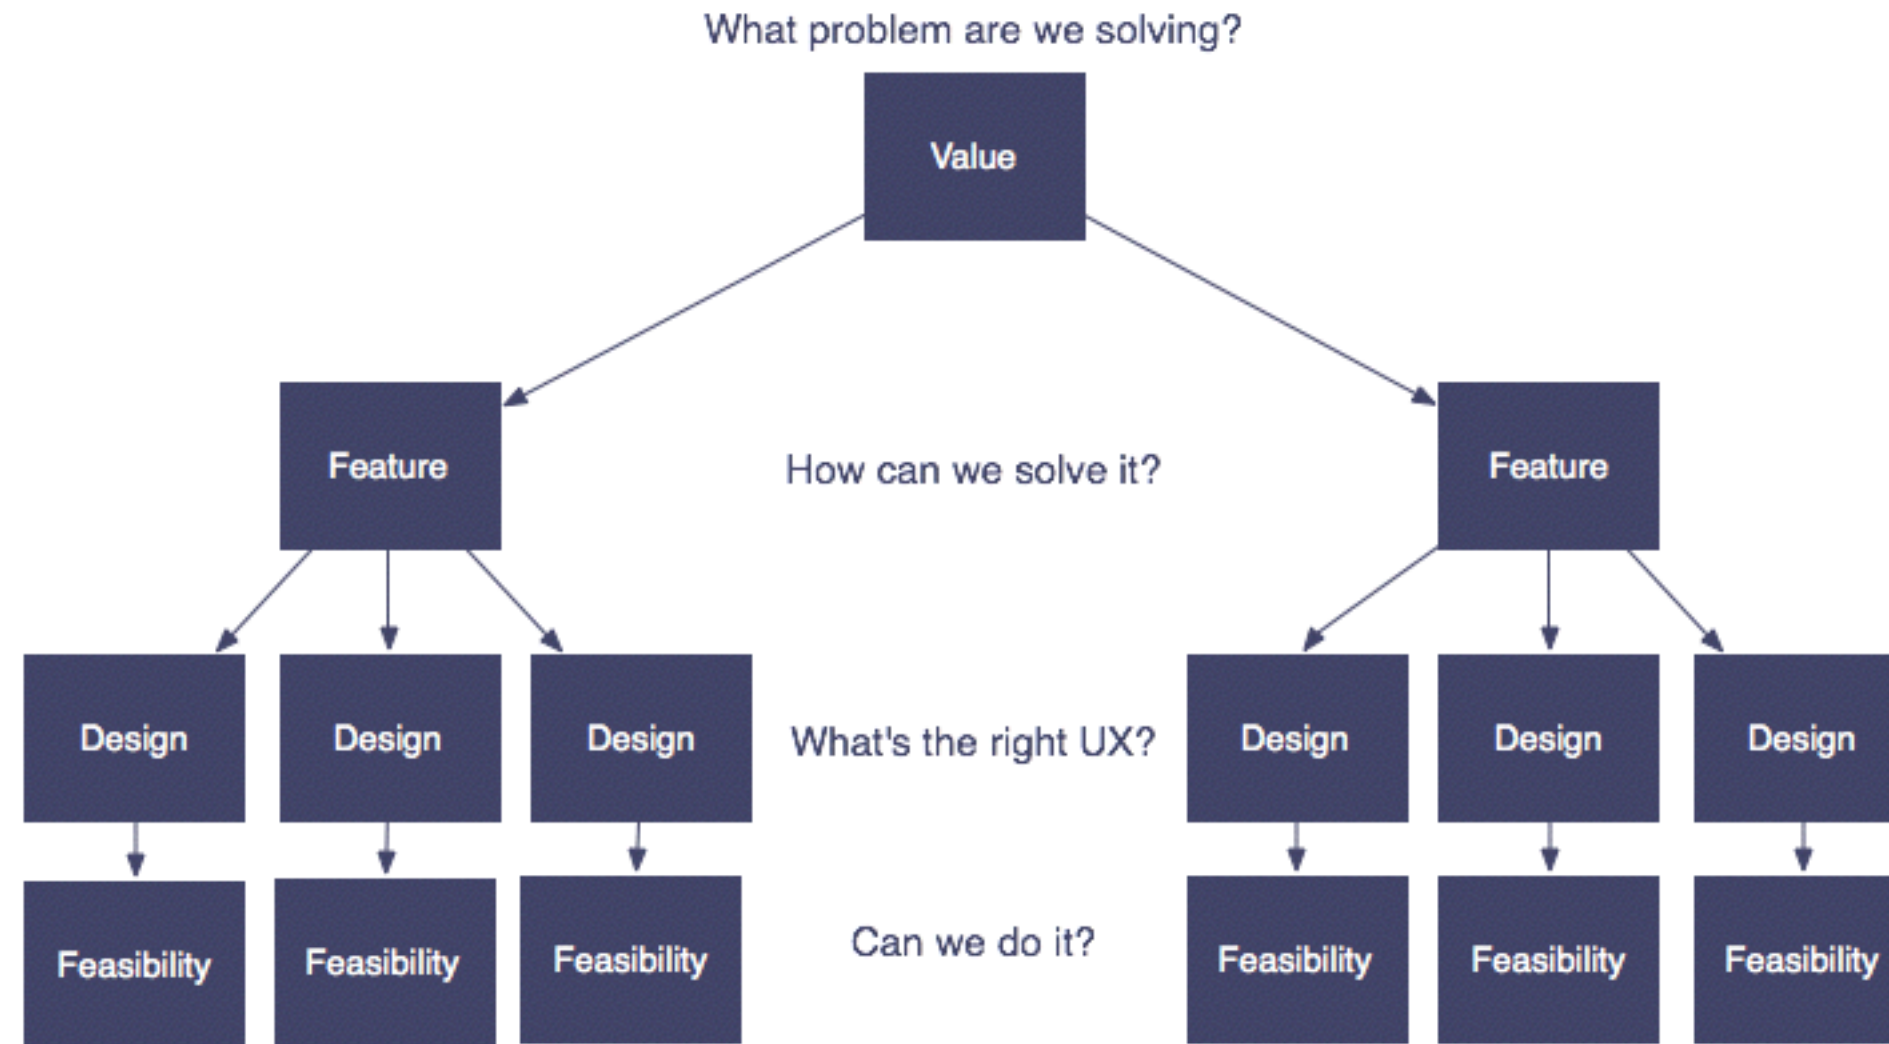 What problem are we solving?
Value
Feature
How can we solve it?
Feature
Design
Design
Design
What's the right UX?
Design
Design
Design
Feasibility
Feasibility
Feasibility
Can we do it?
Feasibility
Feasibility
Feasibility